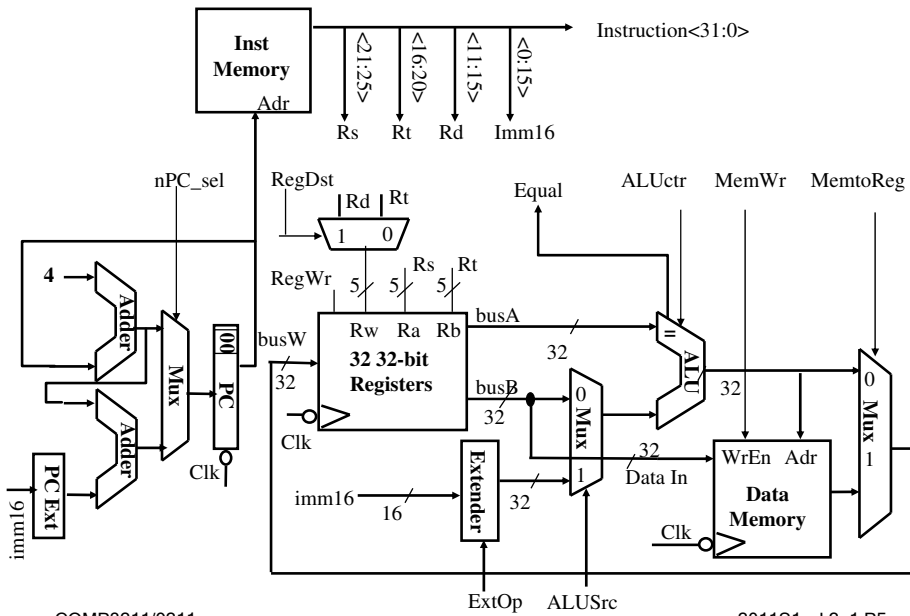 Inst
Memory
Adr
Instruction<31:0>
<21:25>
<16:20>
<11:15>
<0:15>
Rs
Rt
Rd
Imm16
nPC_sel
RegDst
Rd
Rt
Equal
ALUctr
MemWr
MemtoReg
1
0
4
Adder
RegWr
5
Rs
5
Rt
5
busW
32
Rw
Ra
Rb
32 32-bit
Registers
busA
32
busB
32
=
ALU
32
Mux
00
PC
Clk
Adder
PC Ext
imm16
Clk
0
Mux
1
32
Data In
WrEn
Adr
Data
Memory
0
Mux
1
imm16
16
Extender
32
Clk
ExtOp
ALUSrc